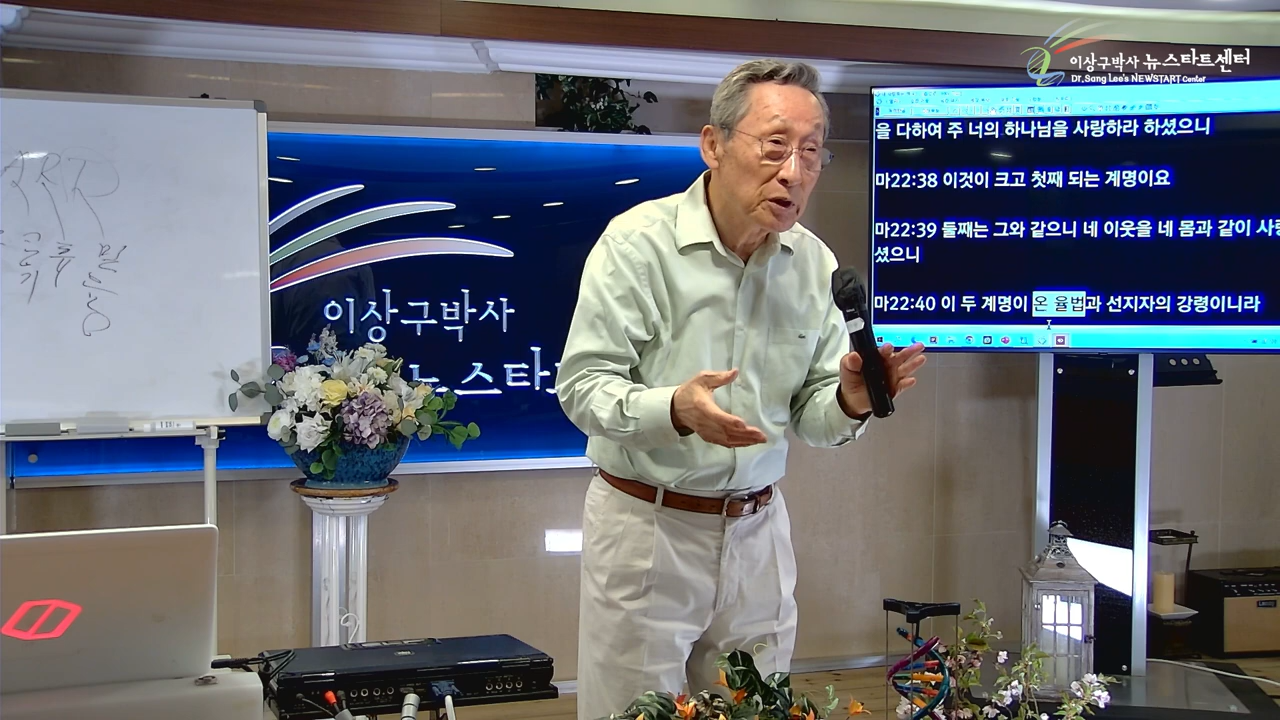 이상구박사 뉴스타트센터
Dr. Sang Lee's NEWSTART Center
을 다하여 주 너의 하나님을 사랑하라 하셨으니
마22:38 이것이 크고 첫째 되는 계명이요
마22:39 둘째는 그와 같으니 네 이웃을 네 몸과 같이 사랑
셨으니
마22:40 이 두 계명이 온 율법과 선지자의 강령이니라
이상구박사
뉴스타